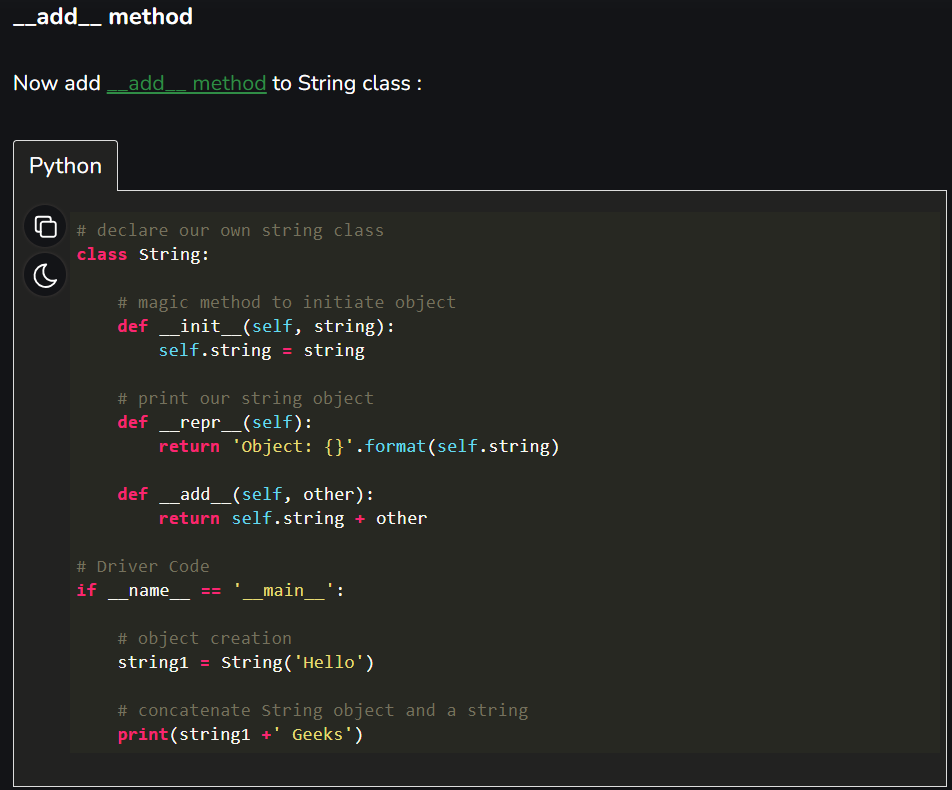 __add__ method
Now add __add__ method to String class :
Python
# declare our own string class
class String:
    # magic method to initiate object
    def __init__(self, string):
        self.string = string
    # print our string object
    def __repr__(self):
        return 'Object: {}'.format(self.string)
    def __add__(self, other):
        return self.string + other
# Driver Code
if __name__ == '__main__':
    # object creation
    string1 = String('Hello')
    # concatenate String object and a string
    print(string1 +' Geeks')